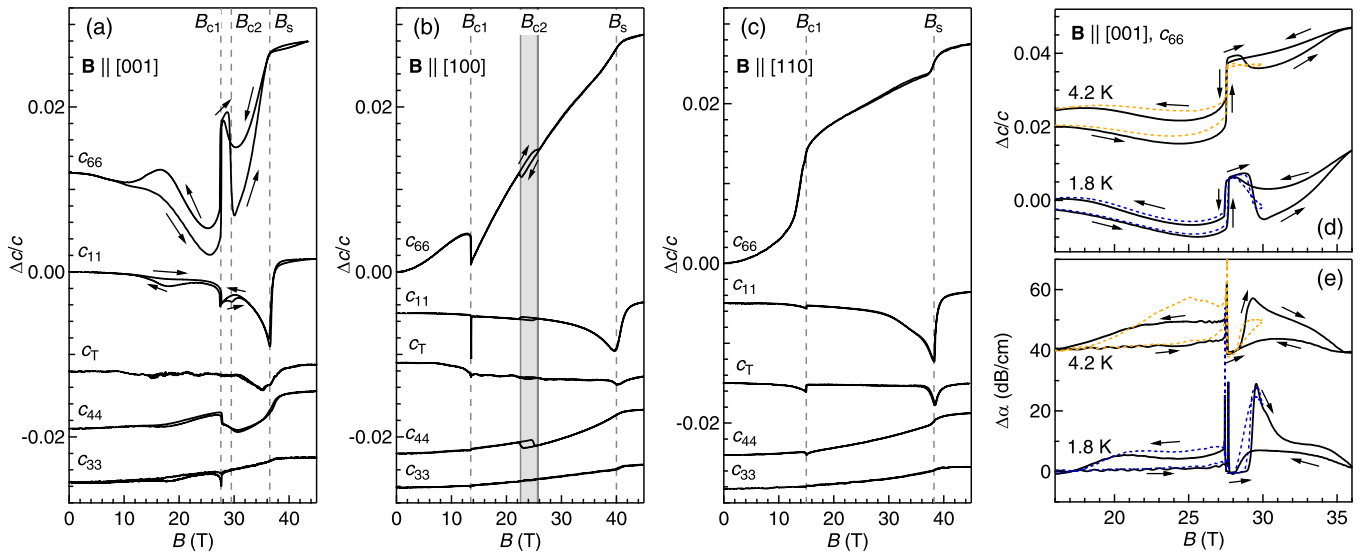 (a)
Bc1
Bc2
Bs
B || [001]
0.02
0.00
-0.02
Δc/c
c66
c11
cT
c44
c33
0
10
20
30
40
B (T)
(b)
Bc1
Bc2
Bs
B || [100]
0.02
0.00
-0.02
Δc/c
c66
c11
cT
c44
c33
0
10
20
30
40
B (T)
(c)
Bc1
Bs
B || [110]
0.02
0.00
-0.02
Δc/c
c66
c11
cT
c44
c33
0
10
20
30
40
B (T)
B || [001], c66
0.04
0.02
0.00
Δc/c
4.2 K
1.8 K
(d)
(e)
60
40
20
0
Δα (dB/cm)
4.2 K
1.8 K
20
25
30
35
B (T)